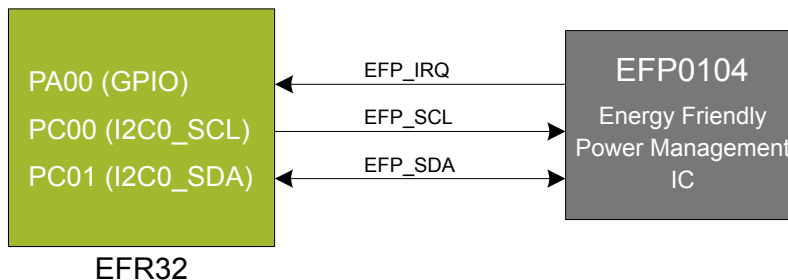 PA00 (GPIO)
PC00 (I2C0_SCL)
PC01 (I2C0_SDA)
EFR32
EFP_IRQ
EFP_SCL
EFP_SDA
EFP0104
Energy Friendly
Power Management
IC